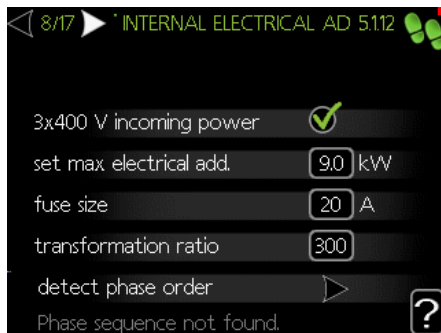 8/17 INTERNAL ELECTRICAL AD 5.1.12
3x400 V incoming power
set max electrical add. 9.0 kW
fuse size 20 A
transformation ratio 300
detect phase order
Phase sequence not found.
?